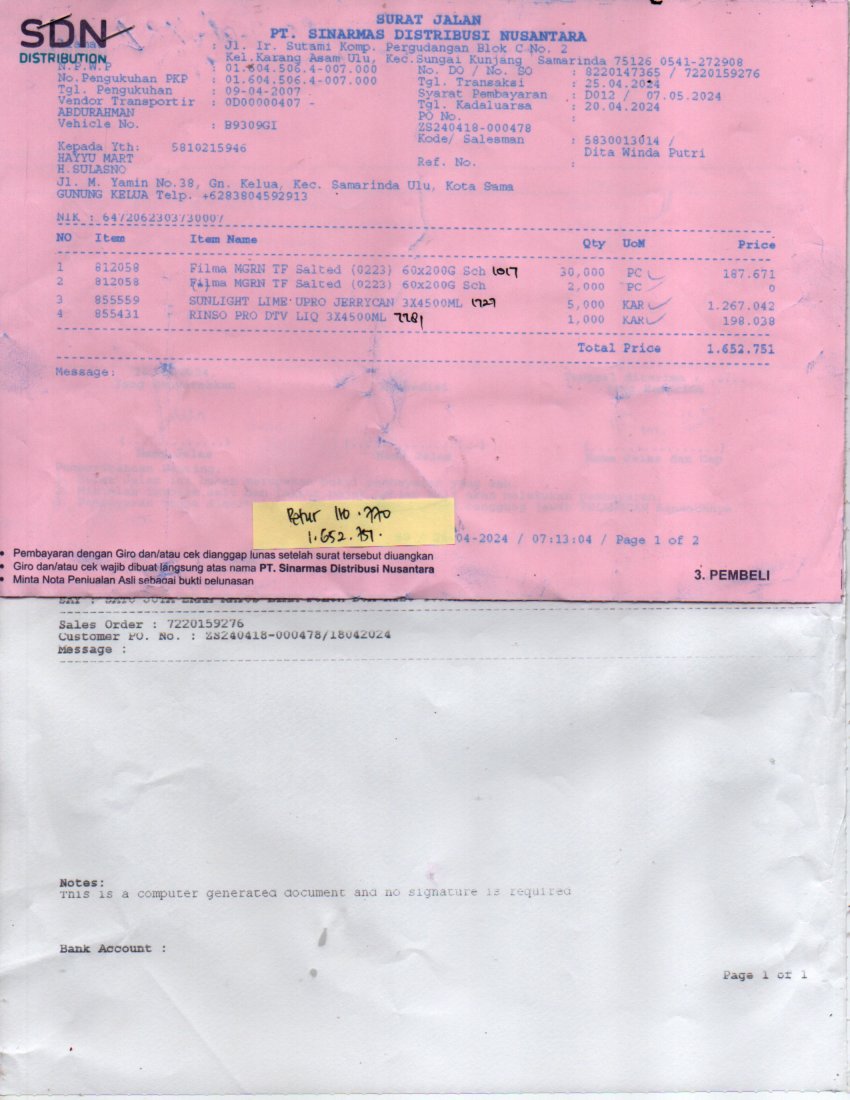 SURAT JALAN
SDN
DISTRIBUTION
PT. SINARMAS DISTRIBUSI NUSANTARA
Nama : Jl. Ir. Sutami Komp. Pergudangan Blok C No. 2
Kel.Karang Asam Ulu, Kec.Sungai Kunjang Samarinda 75126 0541-272908
N.P.W.P : 01.604.506.4-007.000
No.Pengukuhan PKP : 01.604.506.4-007.000
Tgl. Pengukuhan : 09-04-2007 -
Vendor Transportir : 0D00000407 -
ABDURAHMAN
Vehicle No. : B9309GI
No. DO / No. SO : 8220147365 / 7220159276
Tgl. Transaksi : 25.04.2024
Syarat Pembayaran : D012 / 07.05.2024
Tgl. Kadaluarsa : 20.04.2024
PO No. :
ZS240418-000478
Kode/ Salesman : 5830013014 /
Dita Winda Putri
Ref. No. :
Kepada Yth: 5810215946
HAYYU MART
H.SULASNO
Jl. M. Yamin No.38, Gn. Kelua, Kec. Samarinda Ulu, Kota Sama
GUNUNG KELUA Telp. +6283804592913
NIK : 6472062303730007
NO Item Item Name Qty UoM Price
1 812058 Filma MGRN TF Salted (0223) 60x200G Sch 1017 30,000 PC 187.671
2 812058 Filma MGRN TF Salted (0223) 60x200G Sch 2,000 PC 0
3 855559 SUNLIGHT LIME UPRO JERRYCAN 3X4500ML 1727 5,000 KAR 1.267.042
4 855431 RINSO PRO DTV LIQ 3X4500ML 7781 1,000 KAR 198.038
Total Price 1.652.751
Message:
Retur 110.770
1.652.751.
04-2024 / 07:13:04 / Page 1 of 2
• Pembayaran dengan Giro dan/atau cek dianggap lunas setelah surat tersebut diuangkan
• Giro dan/atau cek wajib dibuat langsung atas nama PT. Sinarmas Distribusi Nusantara
• Minta Nota Penjualan Asli sebagai bukti pelunasan
3. PEMBELI
Sales Order : 7220159276
Customer PO. No. : ZS240418-000478/18042024
Message :
Notes:
This is a computer generated document and no signature is required
Bank Account :
Page 1 of 1